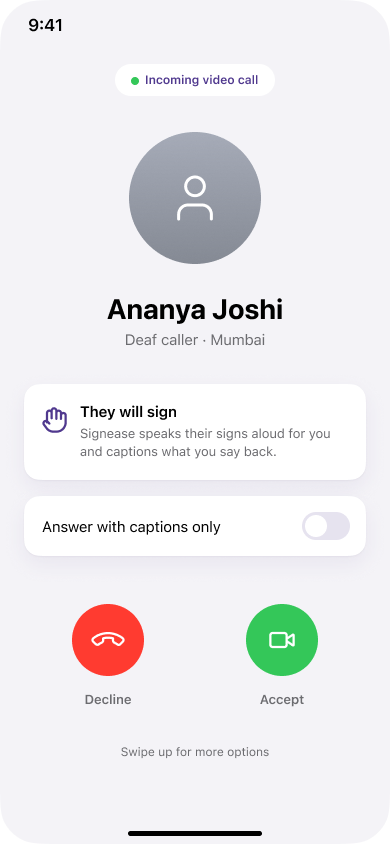 9:41
Incoming video call
Ananya Joshi
Deaf caller · Mumbai
They will sign
Signease speaks their signs aloud for you
and captions what you say back.
Answer with captions only
Decline
Accept
Swipe up for more options